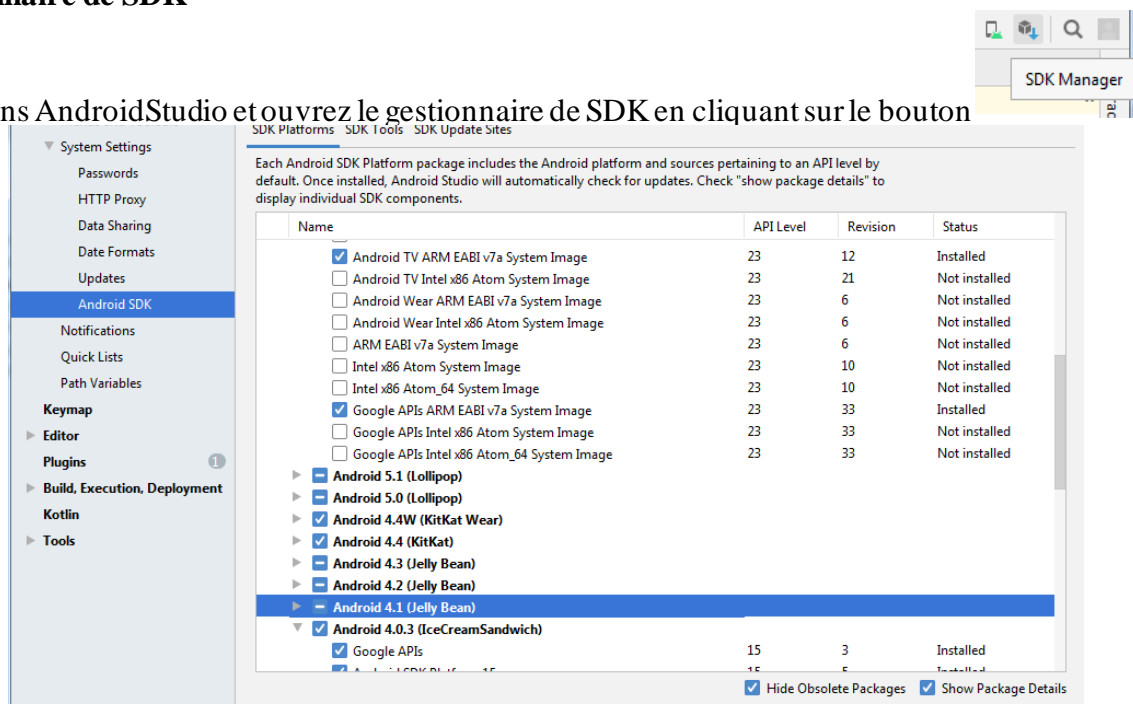 naire de SDK
SDK Manager
ns AndroidStudio et ouvrez le gestionnaire de SDK en cliquant sur le bouton
System Settings
Passwords
HTTP Proxy
Data Sharing
Date Formats
Updates
Android SDK
Notifications
Quick Lists
Path Variables
Keymap
Editor
Plugins 1
Build, Execution, Deployment
Kotlin
Tools
SDK Platforms SDK Tools SDK Update Sites
Each Android SDK Platform package includes the Android platform and sources pertaining to an API level by
default. Once installed, Android Studio will automatically check for updates. Check "show package details" to
display individual SDK components.
Name API Level Revision Status
Android TV ARM EABI v7a System Image 23 12 Installed
Android TV Intel x86 Atom System Image 23 21 Not installed
Android Wear ARM EABI v7a System Image 23 6 Not installed
Android Wear Intel x86 Atom System Image 23 6 Not installed
ARM EABI v7a System Image 23 6 Not installed
Intel x86 Atom System Image 23 10 Not installed
Intel x86 Atom_64 System Image 23 10 Not installed
Google APIs ARM EABI v7a System Image 23 33 Installed
Google APIs Intel x86 Atom System Image 23 33 Not installed
Google APIs Intel x86 Atom_64 System Image 23 33 Not installed
Android 5.1 (Lollipop)
Android 5.0 (Lollipop)
Android 4.4W (KitKat Wear)
Android 4.4 (KitKat)
Android 4.3 (Jelly Bean)
Android 4.2 (Jelly Bean)
Android 4.1 (Jelly Bean)
Android 4.0.3 (IceCreamSandwich)
Google APIs 15 3 Installed
Android SDK Platform 15 15 5 Installed
Hide Obsolete Packages Show Package Details